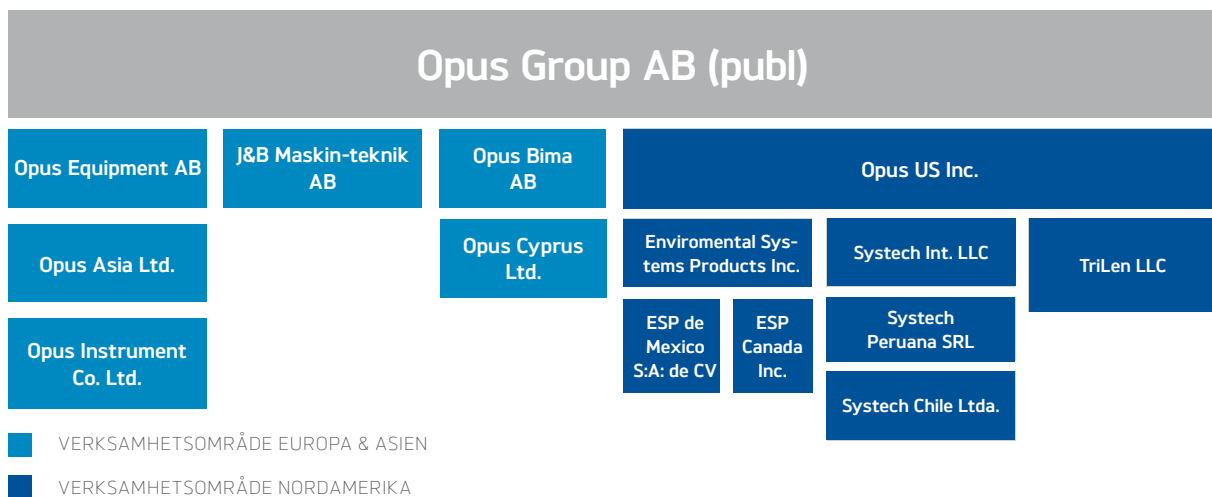 Opus Group AB (publ)
Opus Equipment AB
J&B Maskin-teknik
AB
Opus Bima
AB
Opus US Inc.
Opus Asia Ltd.
Opus Cyprus
Ltd.
Enviromental Sys-
tems Products Inc.
Systech Int. LLC
TriLen LLC
Opus Instrument
Co. Ltd.
ESP de
Mexico
S:A: de CV
ESP
Canada
Inc.
Systech
Peruana SRL
Systech Chile Ltda.
VERKSAMHETSOMRÅDE EUROPA & ASIEN
VERKSAMHETSOMRÅDE NORDAMERIKA